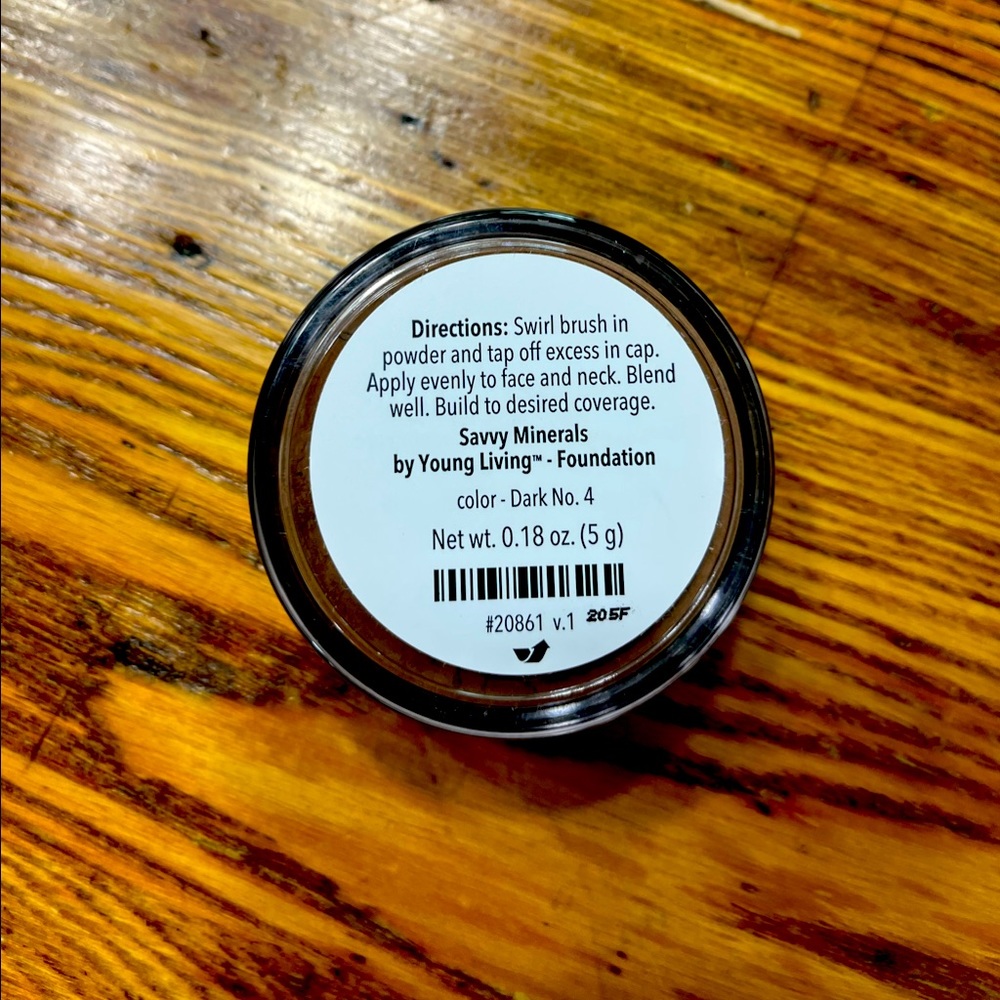 Directions: Swirl brush in
powder and tap off excess in cap.
Apply evenly to face and neck. Blend
well. Build to desired coverage.
Savvy Minerals
by Young Living™ - Foundation
color - Dark No. 4
Net wt. 0.18 oz. (5 g)
#20861 v.1 205F